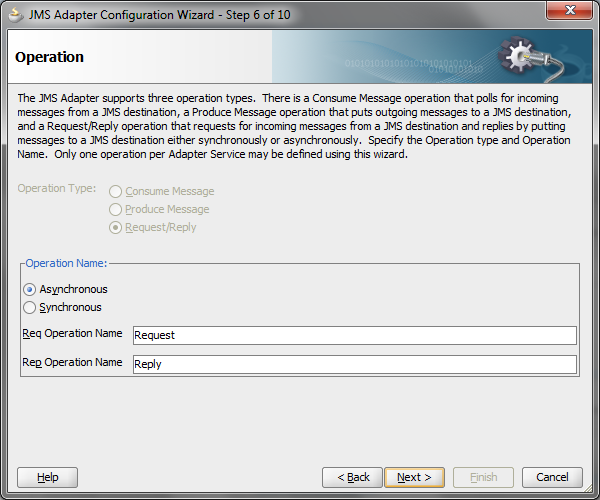 JMS Adapter Configuration Wizard - Step 6 of 10
Operation
The JMS Adapter supports three operation types.  There is a Consume Message operation that polls for incoming
messages from a JMS destination, a Produce Message operation that puts outgoing messages to a JMS destination,
and a Request/Reply operation that requests for incoming messages from a JMS destination and replies by putting
messages to a JMS destination either synchronously or asynchronously.  Specify the Operation type and Operation
Name.  Only one operation per Adapter Service may be defined using this wizard.
Operation Type:
Consume Message
Produce Message
Request/Reply
Operation Name:
Asynchronous
Synchronous
Req Operation Name Request
Rep Operation Name Reply
Help < Back Next > Finish Cancel